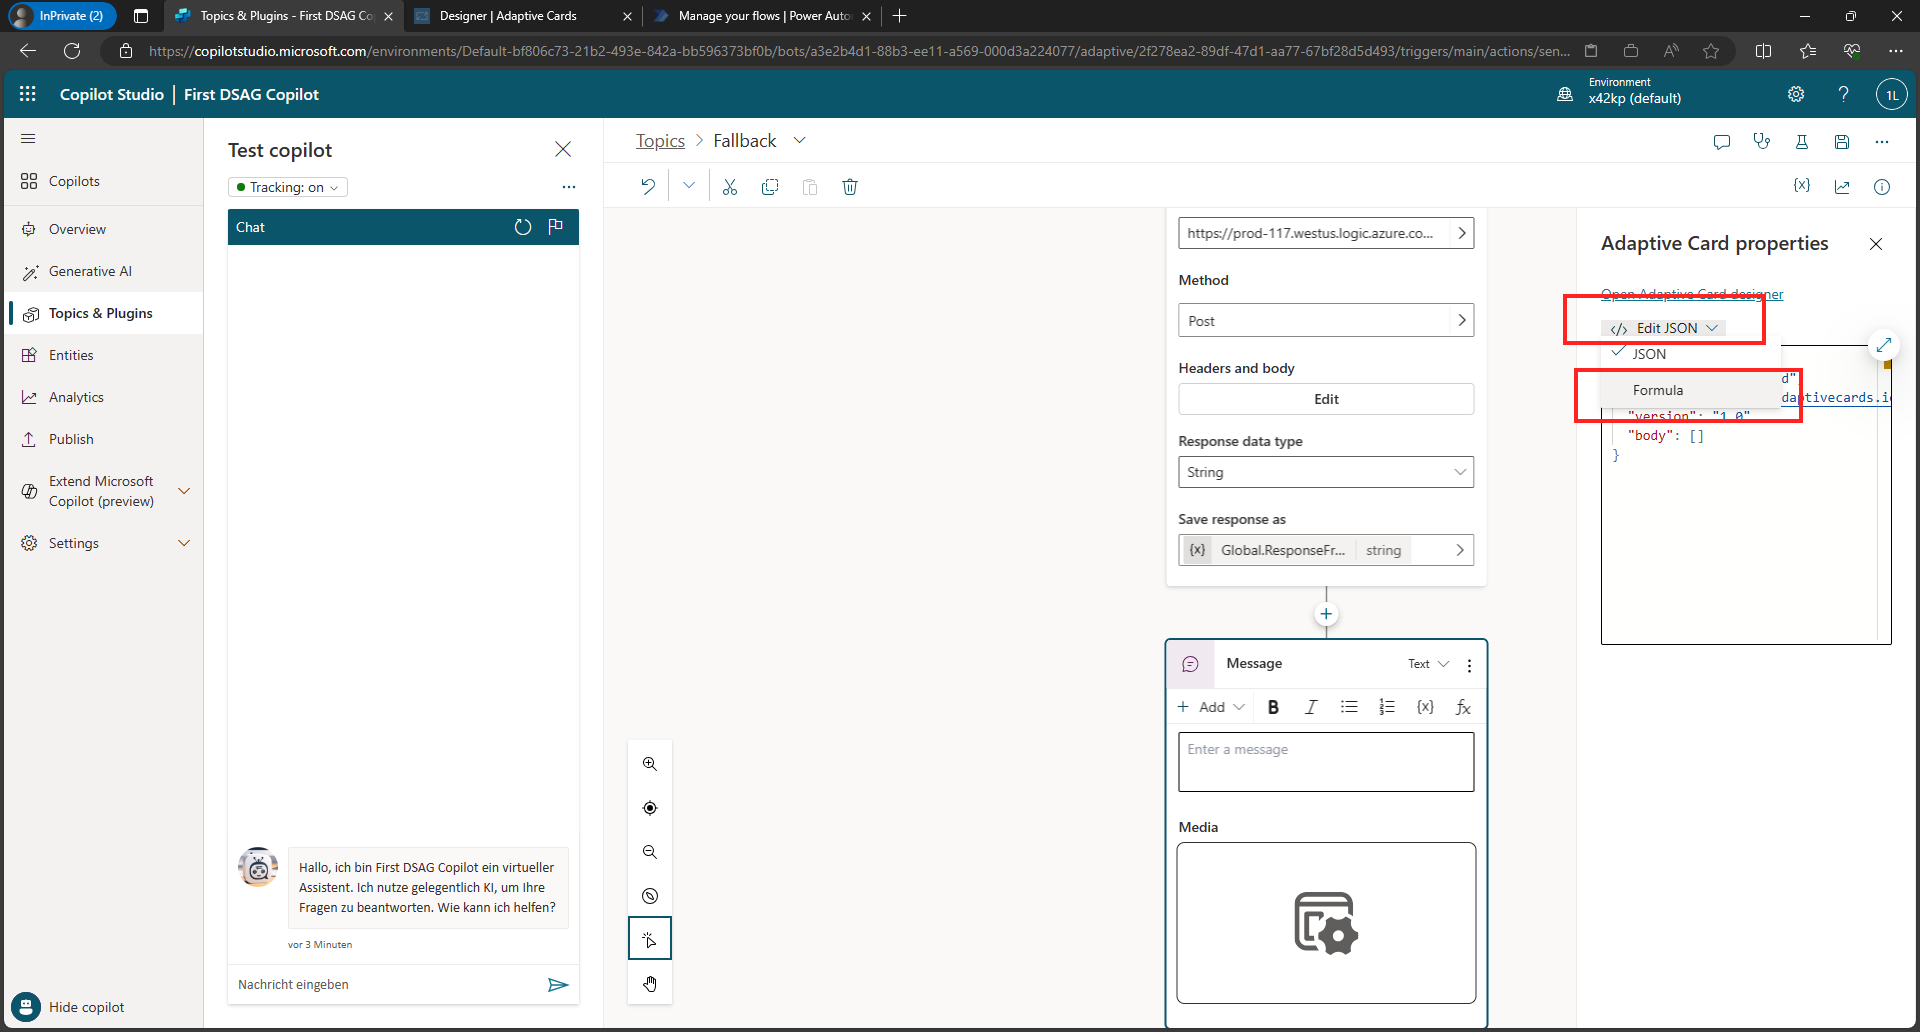 InPrivate (2)
Topics & Plugins - First DSAG Co
Designer | Adaptive Cards
Manage your flows | Power Auto
https://copilotstudio.microsoft.com/environments/Default-bf806c73-21b2-493e-842a-bb596373bf0b/bots/a3e2b4d1-88b3-ee11-a569-000d3a224077/adaptive/2f278ea2-89df-47d1-aa77-67bf28d5d493/triggers/main/actions/sen...
Copilot Studio | First DSAG Copilot
Environment
x42kp (default)
1L
Copilots
Overview
Generative AI
Topics & Plugins
Entities
Analytics
Publish
Extend Microsoft
Copilot (preview)
Settings
Hide copilot
Test copilot
Tracking: on
Chat
Hallo, ich bin First DSAG Copilot ein virtueller
Assistent. Ich nutze gelegentlich KI, um Ihre
Fragen zu beantworten. Wie kann ich helfen?
vor 3 Minuten
Nachricht eingeben
Topics > Fallback
https://prod-117.westus.logic.azure.co...
Method
Post
Headers and body
Edit
Response data type
String
Save response as
{x} Global.ResponseFr... string
Message
Text
Add
B I {x} fx
Enter a message
Media
Adaptive Card properties
Open Adaptive Card designer
</> Edit JSON
JSON
d",
Formula
daptivecards.io
"version": "1.0"
"body": []
}